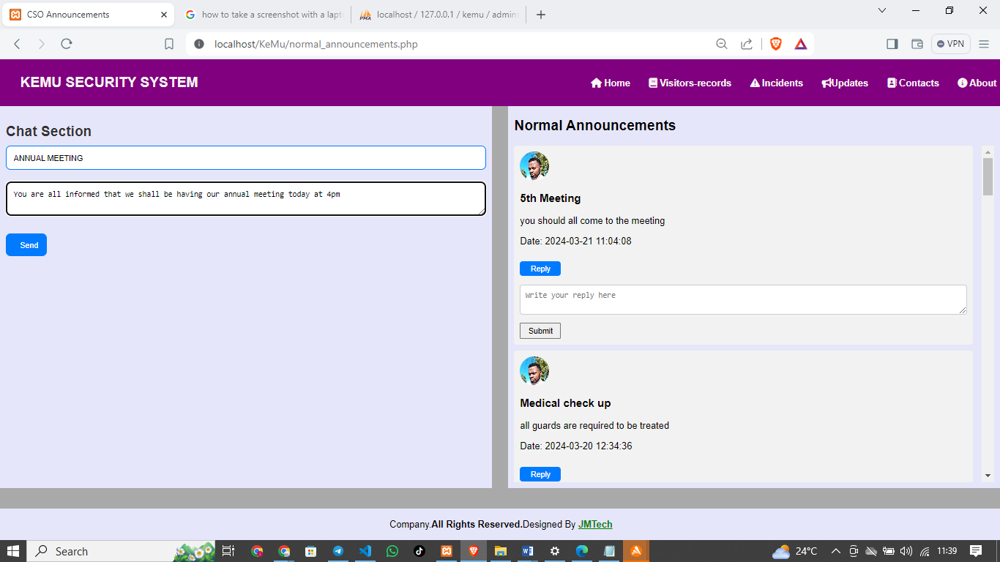 CSO Announcements
how to take a screenshot with a lapt
PMA
localhost / 127.0.0.1 / kemu / admins
localhost/KeMu/normal_announcements.php
VPN
KEMU SECURITY SYSTEM
Home
Visitors-records
Incidents
Updates
Contacts
About
Chat Section
ANNUAL MEETING
You are all informed that we shall be having our annual meeting today at 4pm
Send
Normal Announcements
5th Meeting
you should all come to the meeting
Date: 2024-03-21 11:04:08
Reply
Write your reply here
Submit
Medical check up
all guards are required to be treated
Date: 2024-03-20 12:34:36
Reply
Company.All Rights Reserved.Designed By JMTech
Search
24°C
11:39